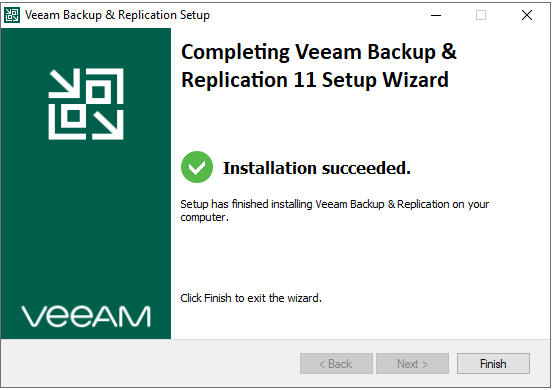 Veeam Backup & Replication Setup
Completing Veeam Backup &
Replication 11 Setup Wizard
Installation succeeded.
Setup has finished installing Veeam Backup & Replication on your
computer.
Click Finish to exit the wizard.
VEEAM
< Back
Next >
Finish